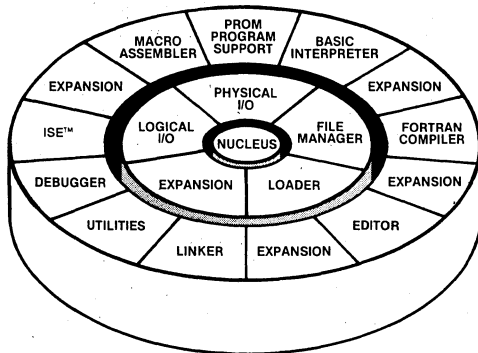 PROM
PROGRAM
SUPPORT
MACRO
ASSEMBLER
BASIC
INTERPRETER
EXPANSION
PHYSICAL
I/O
EXPANSION
ISE™
LOGICAL
I/O
NUCLEUS
FILE
MANAGER
FORTRAN
COMPILER
DEBUGGER
EXPANSION
LOADER
EXPANSION
UTILITIES
LINKER
EXPANSION
EDITOR